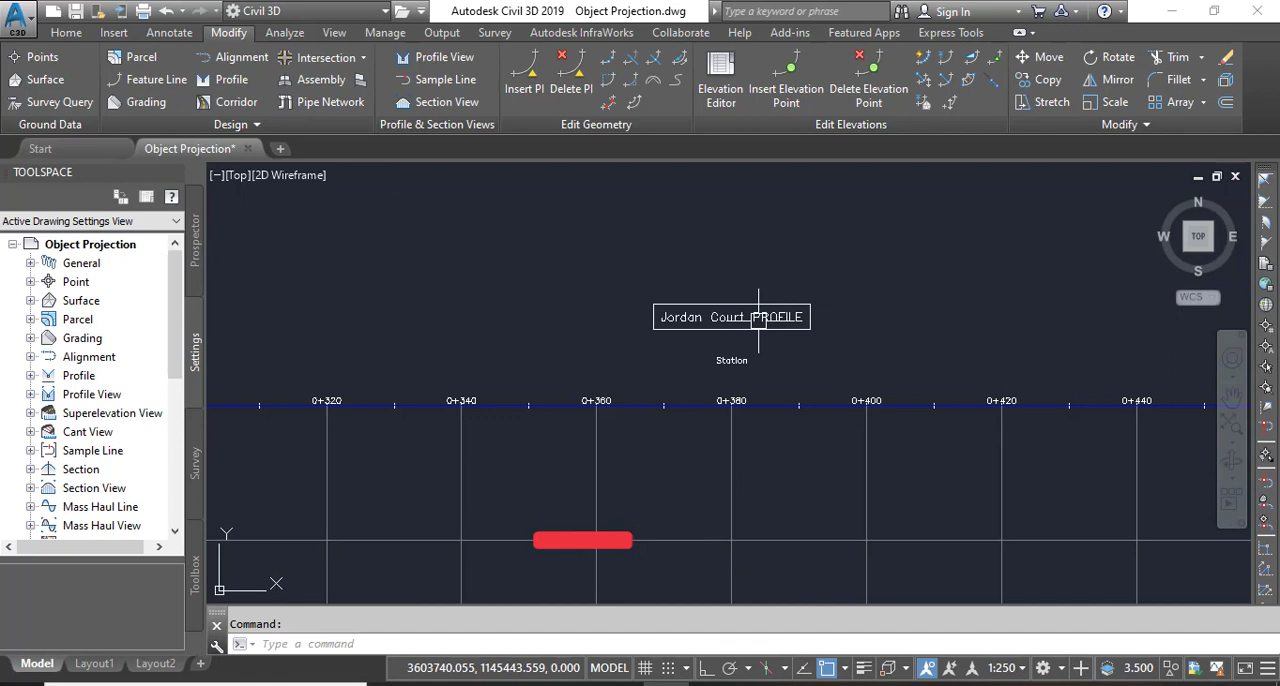 C3D
Civil 3D
Autodesk Civil 3D 2019 Object Projection.dwg
Type a keyword or phrase
Sign In
Home Insert Annotate Modify Analyze View Manage Output Survey Autodesk InfraWorks Collaborate Help Add-ins Featured Apps Express Tools
Points
Surface
Survey Query
Ground Data
Parcel
Feature Line
Grading
Alignment
Profile
Corridor
Intersection
Assembly
Pipe Network
Design
Profile View
Sample Line
Section View
Profile & Section Views
Insert PI
Delete PI
Edit Geometry
Elevation Editor
Insert Elevation Point
Delete Elevation Point
Edit Elevations
Move
Copy
Stretch
Rotate
Mirror
Scale
Trim
Fillet
Array
Modify
Start
Object Projection*
TOOLSPACE
Active Drawing Settings View
Object Projection
General
Point
Surface
Parcel
Grading
Alignment
Profile
Profile View
Superelevation View
Cant View
Sample Line
Section
Section View
Mass Haul Line
Mass Haul View
Prospector
Settings
Survey
Toolbox
[−][Top][2D Wireframe]
N
W TOP E
S
WCS
Jordan Court PROFILE
Station
0+320 0+340 0+360 0+380 0+400 0+420 0+440
Y
X
Command:
Type a command
Model Layout1 Layout2 +
3603740.055, 1145443.559, 0.000 MODEL 1:250 3.500